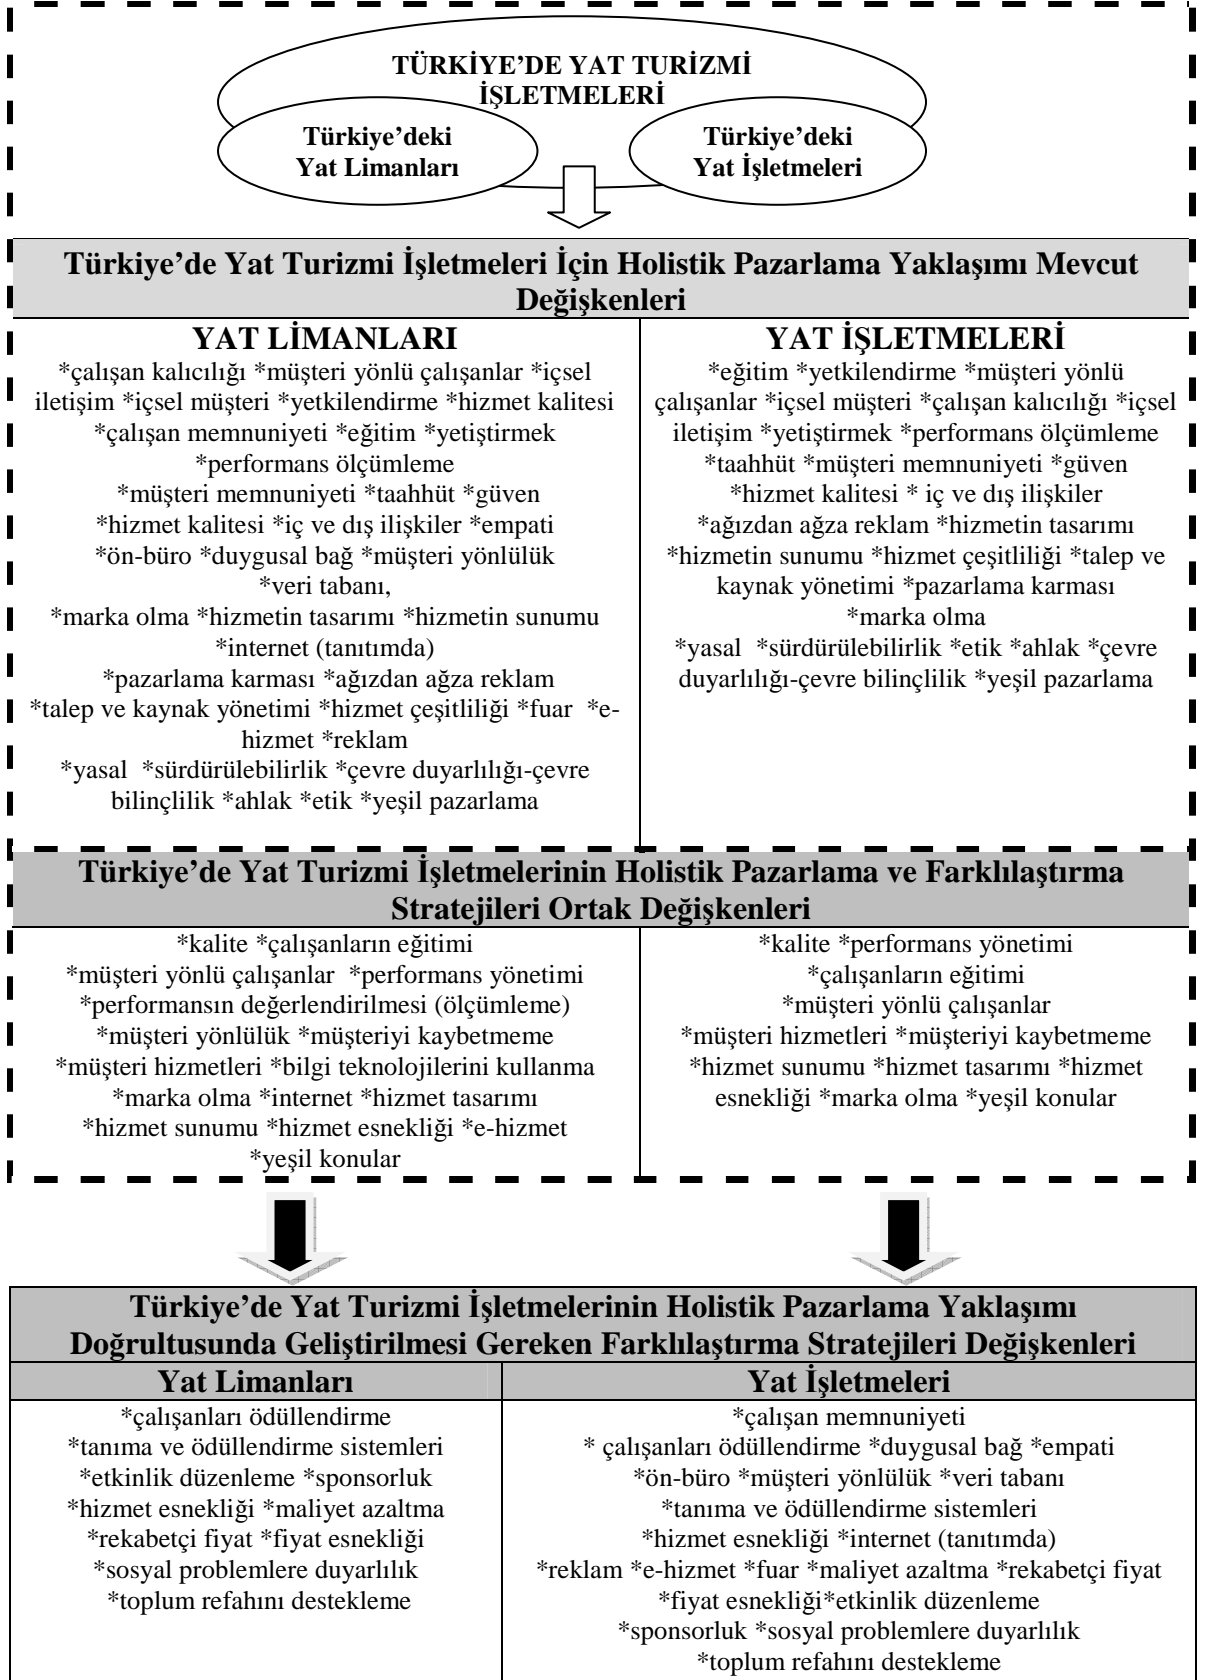 TÜRKİYE’DE YAT TURİZMİ
İŞLETMELERİ
Türkiye’deki
Yat Limanları
Türkiye’deki
Yat İşletmeleri
Türkiye’de Yat Turizmi İşletmeleri İçin Holistik Pazarlama Yaklaşımı Mevcut
Değişkenleri
YAT LİMANLARI
*çalışan kalıcılığı *müşteri yönlü çalışanlar *içsel
iletişim *içsel müşteri *yetkilendirme *hizmet kalitesi
*çalışan memnuniyeti *eğitim *yetiştirmek
*performans ölçümleme
*müşteri memnuniyeti *taahhüt *güven
*hizmet kalitesi *iç ve dış ilişkiler *empati
*ön-büro *duygusal bağ *müşteri yönlülük
*veri tabanı,
*marka olma *hizmetin tasarımı *hizmetin sunumu
*internet (tanıtımda)
*pazarlama karması *ağızdan ağza reklam
*talep ve kaynak yönetimi *hizmet çeşitliliği *fuar *e-
hizmet *reklam
*yasal *sürdürülebilirlik *çevre duyarlılığı-çevre
bilinçlilik *ahlak *etik *yeşil pazarlama
YAT İŞLETMELERİ
*eğitim *yetkilendirme *müşteri yönlü
çalışanlar *içsel müşteri *çalışan kalıcılığı *içsel
iletişim *yetiştirmek *performans ölçümleme
*taahhüt *müşteri memnuniyeti *güven
*hizmet kalitesi * iç ve dış ilişkiler
*ağızdan ağza reklam *hizmetin tasarımı
*hizmetin sunumu *hizmet çeşitliliği *talep ve
kaynak yönetimi *pazarlama karması
*marka olma
*yasal *sürdürülebilirlik *etik *ahlak *çevre
duyarlılığı-çevre bilinçlilik *yeşil pazarlama
Türkiye’de Yat Turizmi İşletmelerinin Holistik Pazarlama ve Farklılaştırma
Stratejileri Ortak Değişkenleri
*kalite *çalışanların eğitimi
*müşteri yönlü çalışanlar *performans yönetimi
*performansın değerlendirilmesi (ölçümleme)
*müşteri yönlülük *müşteriyi kaybetmeme
*müşteri hizmetleri *bilgi teknolojilerini kullanma
*marka olma *internet *hizmet tasarımı
*hizmet sunumu *hizmet esnekliği *e-hizmet
*yeşil konular
*kalite *performans yönetimi
*çalışanların eğitimi
*müşteri yönlü çalışanlar
*müşteri hizmetleri *müşteriyi kaybetmeme
*hizmet sunumu *hizmet tasarımı *hizmet
esnekliği *marka olma *yeşil konular
Türkiye’de Yat Turizmi İşletmelerinin Holistik Pazarlama Yaklaşımı
Doğrultusunda Geliştirilmesi Gereken Farklılaştırma Stratejileri Değişkenleri
Yat Limanları
*çalışanları ödüllendirme
*tanıma ve ödüllendirme sistemleri
*etkinlik düzenleme *sponsorluk
*hizmet esnekliği *maliyet azaltma
*rekabetçi fiyat *fiyat esnekliği
*sosyal problemlere duyarlılık
*toplum refahını destekleme
Yat İşletmeleri
*çalışan memnuniyeti
* çalışanları ödüllendirme *duygusal bağ *empati
*ön-büro *müşteri yönlülük *veri tabanı
*tanıma ve ödüllendirme sistemleri
*hizmet esnekliği *internet (tanıtımda)
*reklam *e-hizmet *fuar *maliyet azaltma *rekabetçi fiyat
*fiyat esnekliği*etkinlik düzenleme
*sponsorluk *sosyal problemlere duyarlılık
*toplum refahını destekleme